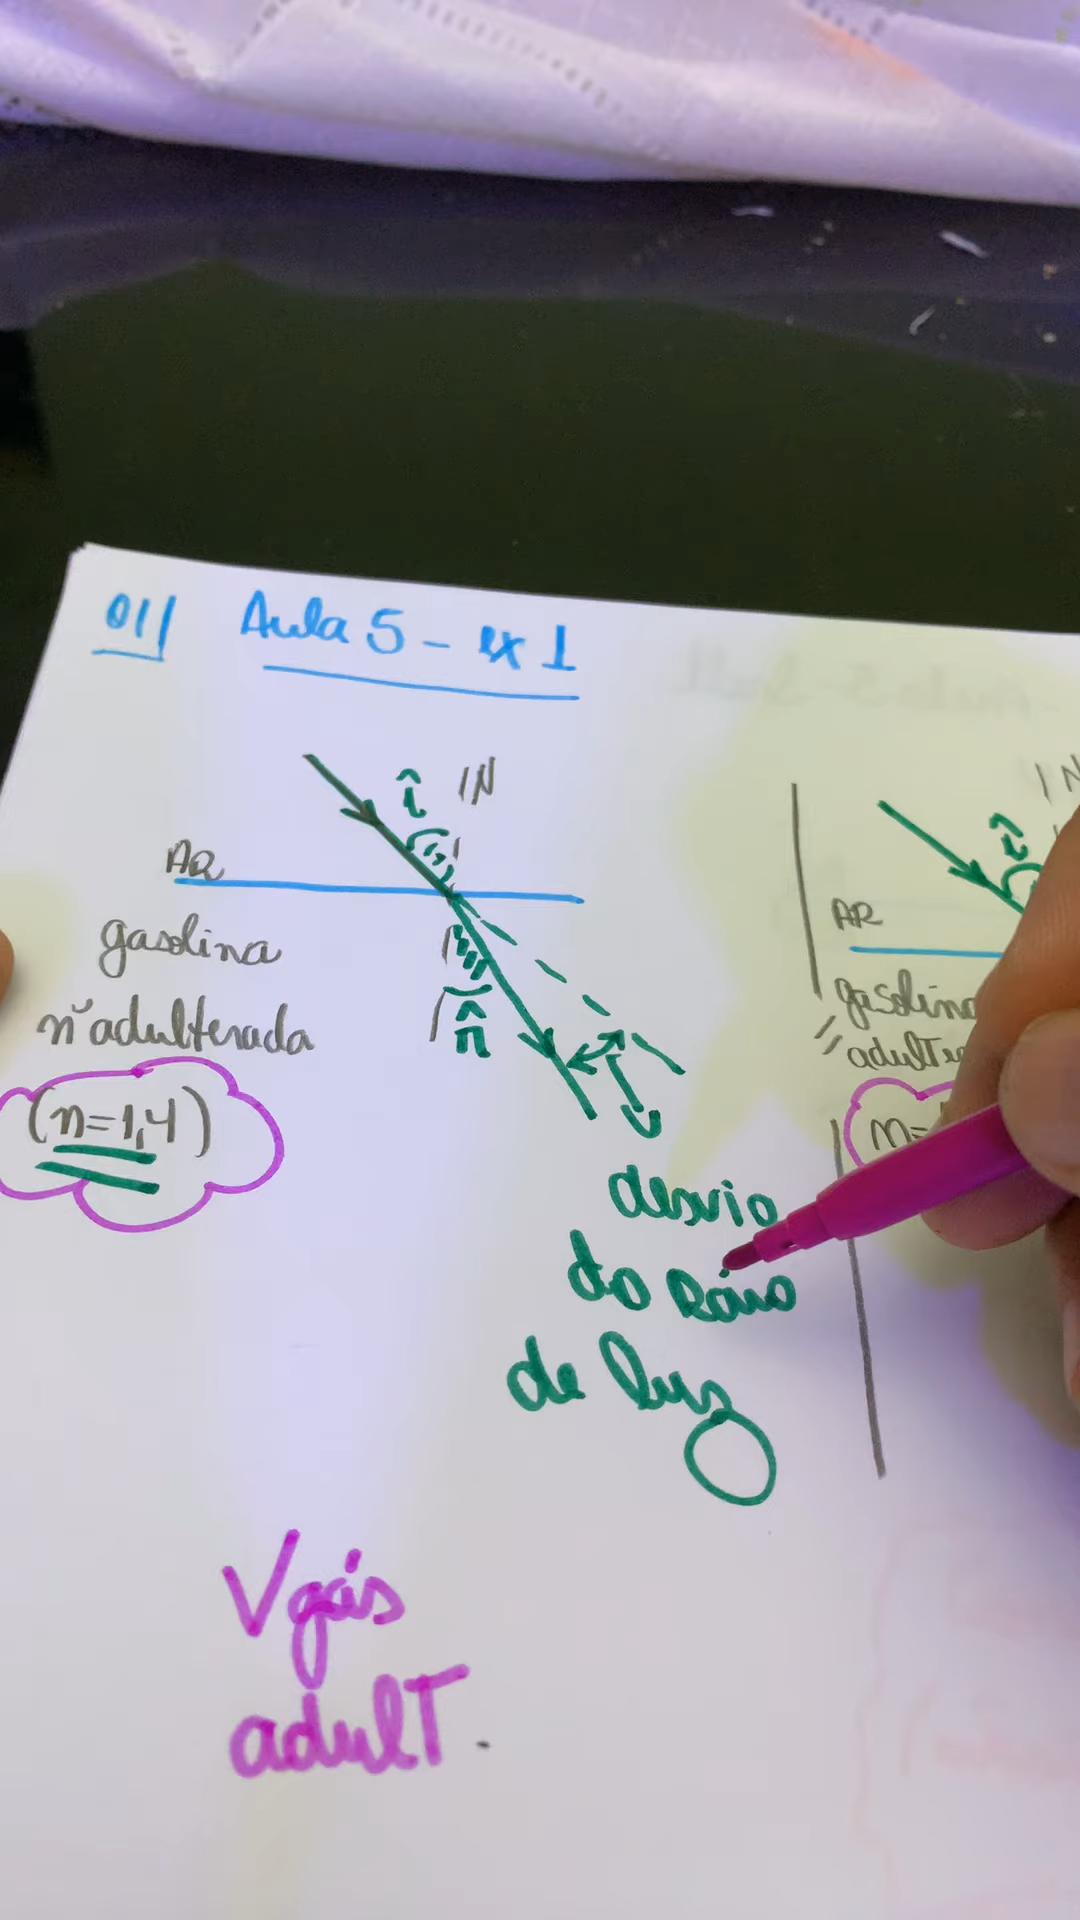 01) Aula 5 - ex 1
î N
AR
gasolina
ñ adulterada
(n=1,4)
r̂
desvio
do raio
de luz
Vgás
adulT.
N
î
AR
gasolina